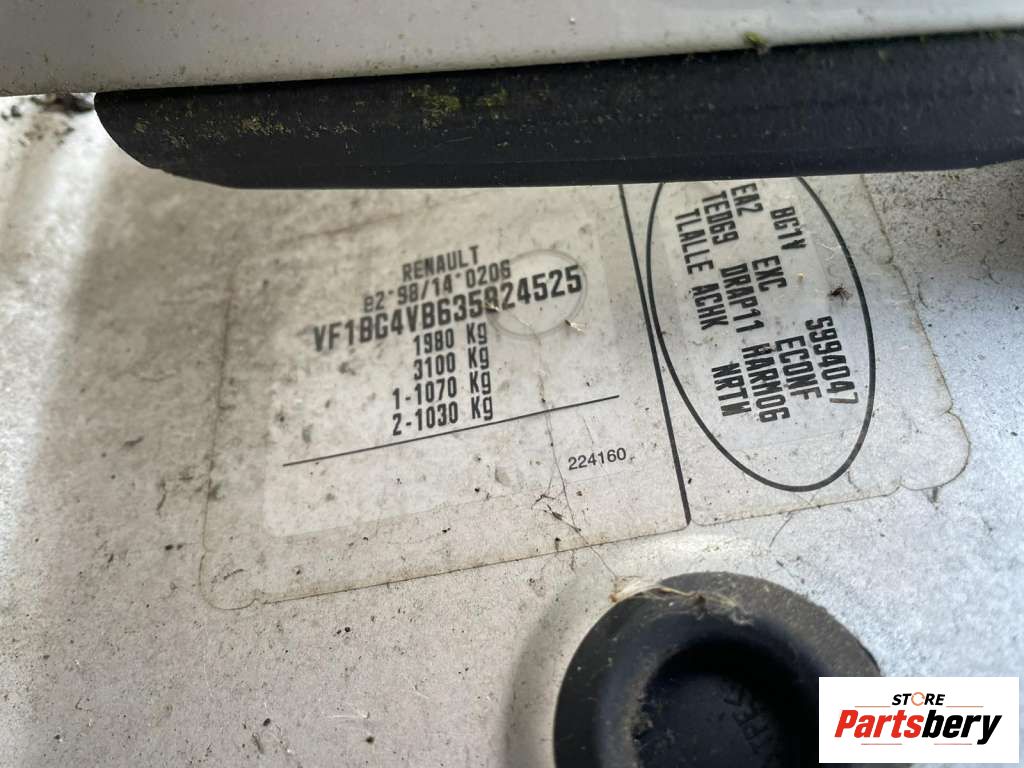 RENAULT
e2*98/14*0206
VF1BG4VB635824525
1980 Kg
3100 Kg
1-1070 Kg
2-1030 Kg
224160
BG1V 5994047
EA2 EXC ECONF
TED69 DRAP11 HARM06
TLALLE ACHK NRTW
STORE
Partsbery